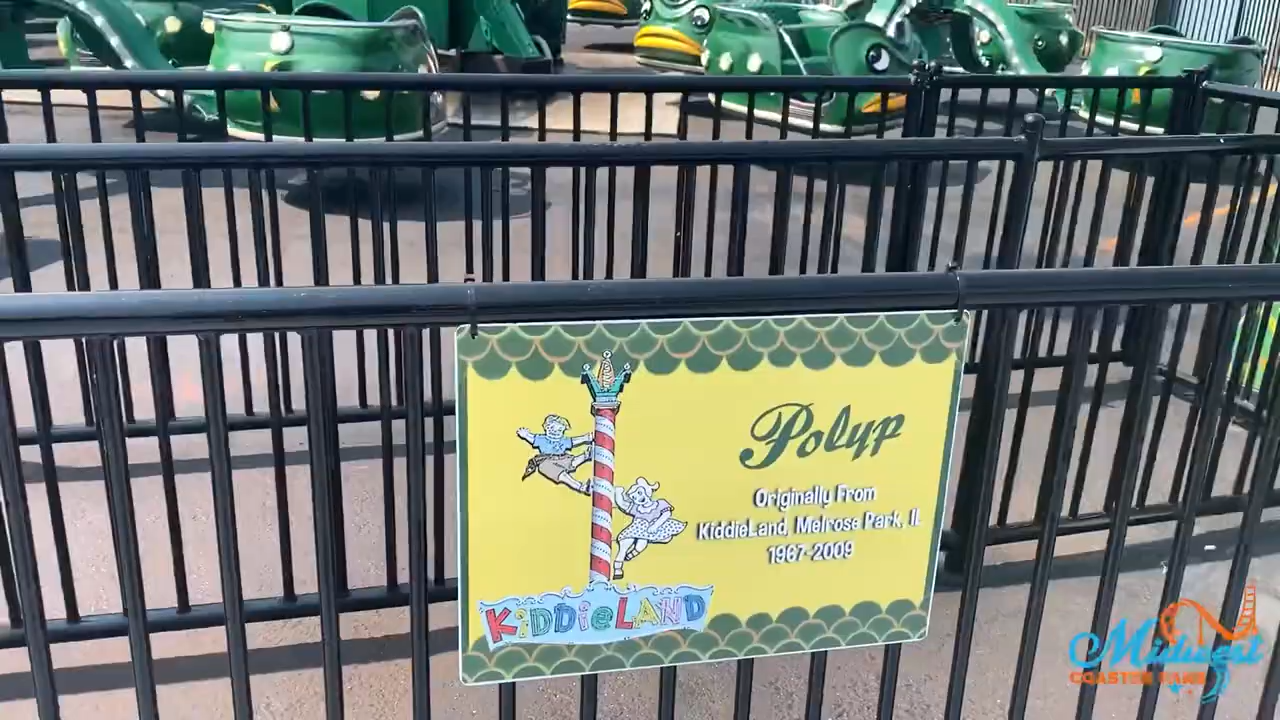 Polyp
Originally From
KiddieLand, Melrose Park, IL
1967-2009
KiDDieLAND
Midwest
COASTER FANS